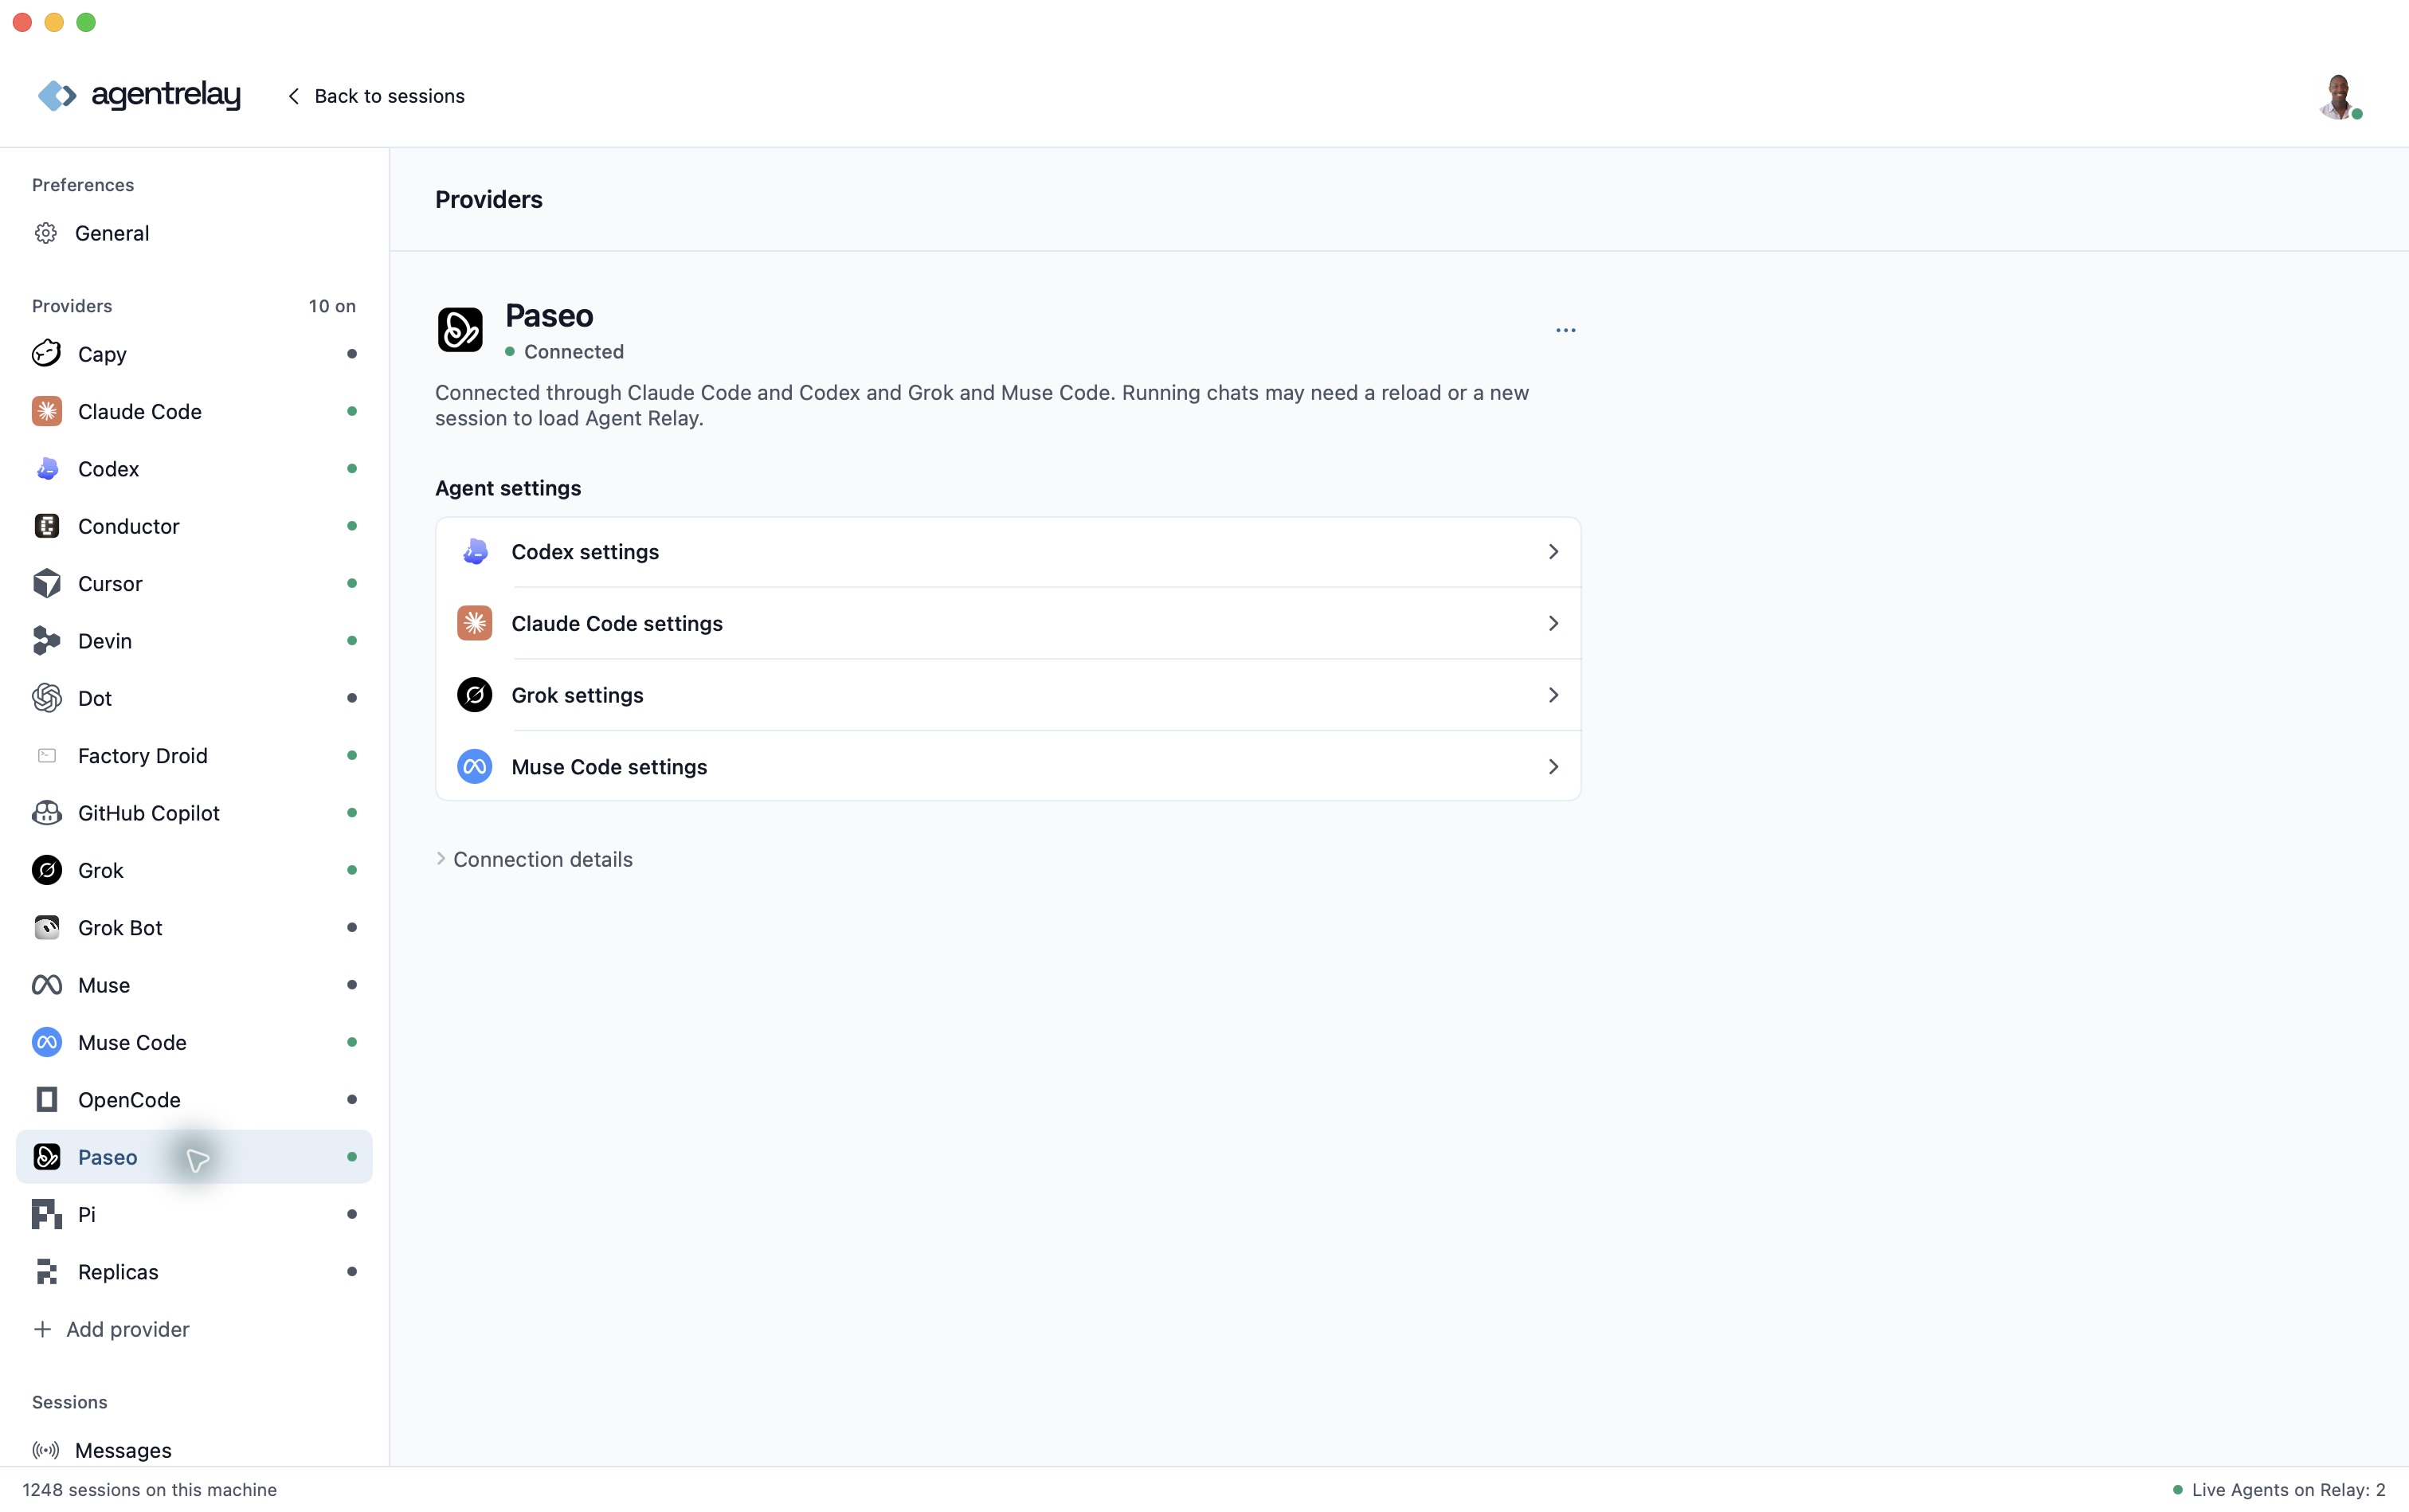 agentrelay
Back to sessions
Preferences
General
Providers 10 on
Capy
Claude Code
Codex
Conductor
Cursor
Devin
Dot
Factory Droid
GitHub Copilot
Grok
Grok Bot
Muse
Muse Code
OpenCode
Paseo
Pi
Replicas
Add provider
Sessions
Messages
Providers
Paseo
Connected
Connected through Claude Code and Codex and Grok and Muse Code. Running chats may need a reload or a new
session to load Agent Relay.
Agent settings
Codex settings
Claude Code settings
Grok settings
Muse Code settings
Connection details
1248 sessions on this machine
Live Agents on Relay: 2